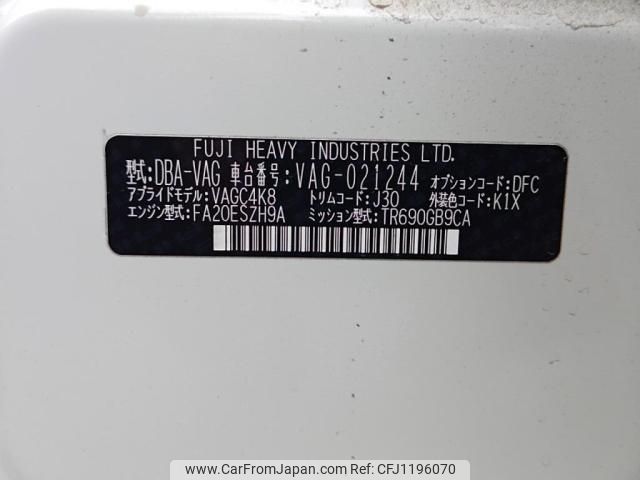 FUJI HEAVY INDUSTRIES LTD.
型式:DBA-VAG 車台番号:VAG-021244 オプションコード:DFC
アプライドモデル:VAGC4K8 トリムコード:J30 外装色コード:K1X
エンジン型式:FA20ESZH9A ミッション型式:TR690GB9CA
www.CarFromJapan.com - CFJ1196070